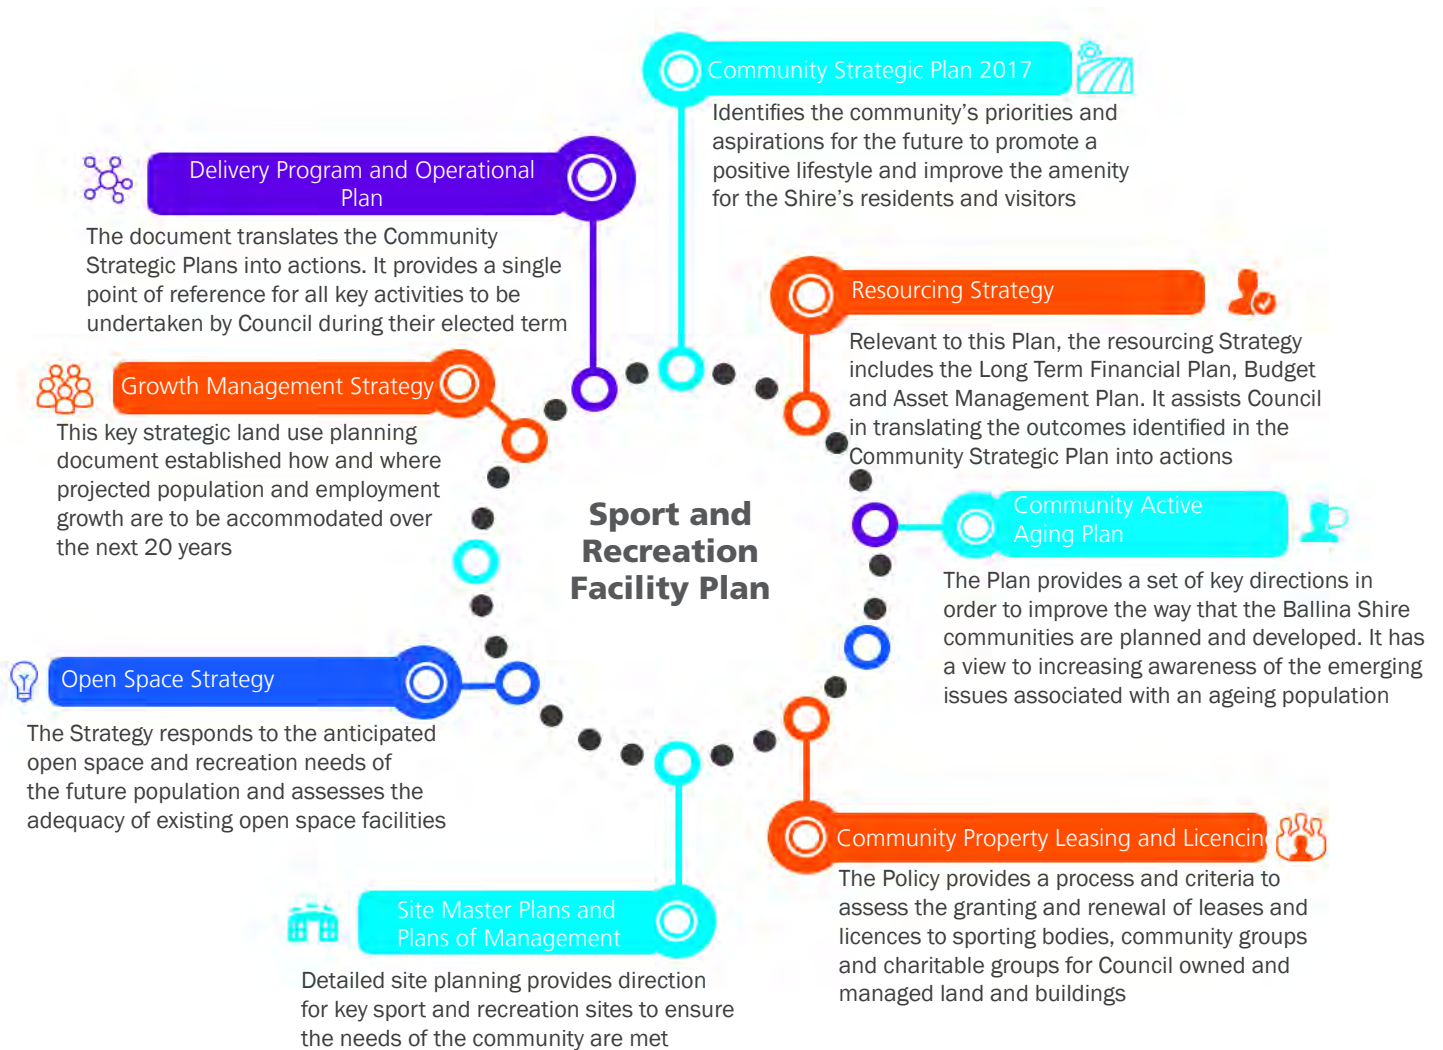 Community Strategic Plan 2017
Identifies the community's priorities and
aspirations for the future to promote a
positive lifestyle and improve the amenity
for the Shire's residents and visitors
Delivery Program and Operational
Plan
The document translates the Community
Strategic Plans into actions. It provides a single
point of reference for all key activities to be
undertaken by Council during their elected term
Resourcing Strategy
Relevant to this Plan, the resourcing Strategy
includes the Long Term Financial Plan, Budget
and Asset Management Plan. It assists Council
in translating the outcomes identified in the
Community Strategic Plan into actions
Growth Management Strategy
This key strategic land use planning
document established how and where
projected population and employment
growth are to be accommodated over
the next 20 years
Sport and
Recreation
Facility Plan
Community Active
Aging Plan
The Plan provides a set of key directions in
order to improve the way that the Ballina Shire
communities are planned and developed. It has
a view to increasing awareness of the emerging
issues associated with an ageing population
Open Space Strategy
The Strategy responds to the anticipated
open space and recreation needs of
the future population and assesses the
adequacy of existing open space facilities
Community Property Leasing and Licencin
The Policy provides a process and criteria to
assess the granting and renewal of leases and
licences to sporting bodies, community groups
and charitable groups for Council owned and
managed land and buildings
Site Master Plans and
Plans of Management
Detailed site planning provides direction
for key sport and recreation sites to ensure
the needs of the community are met